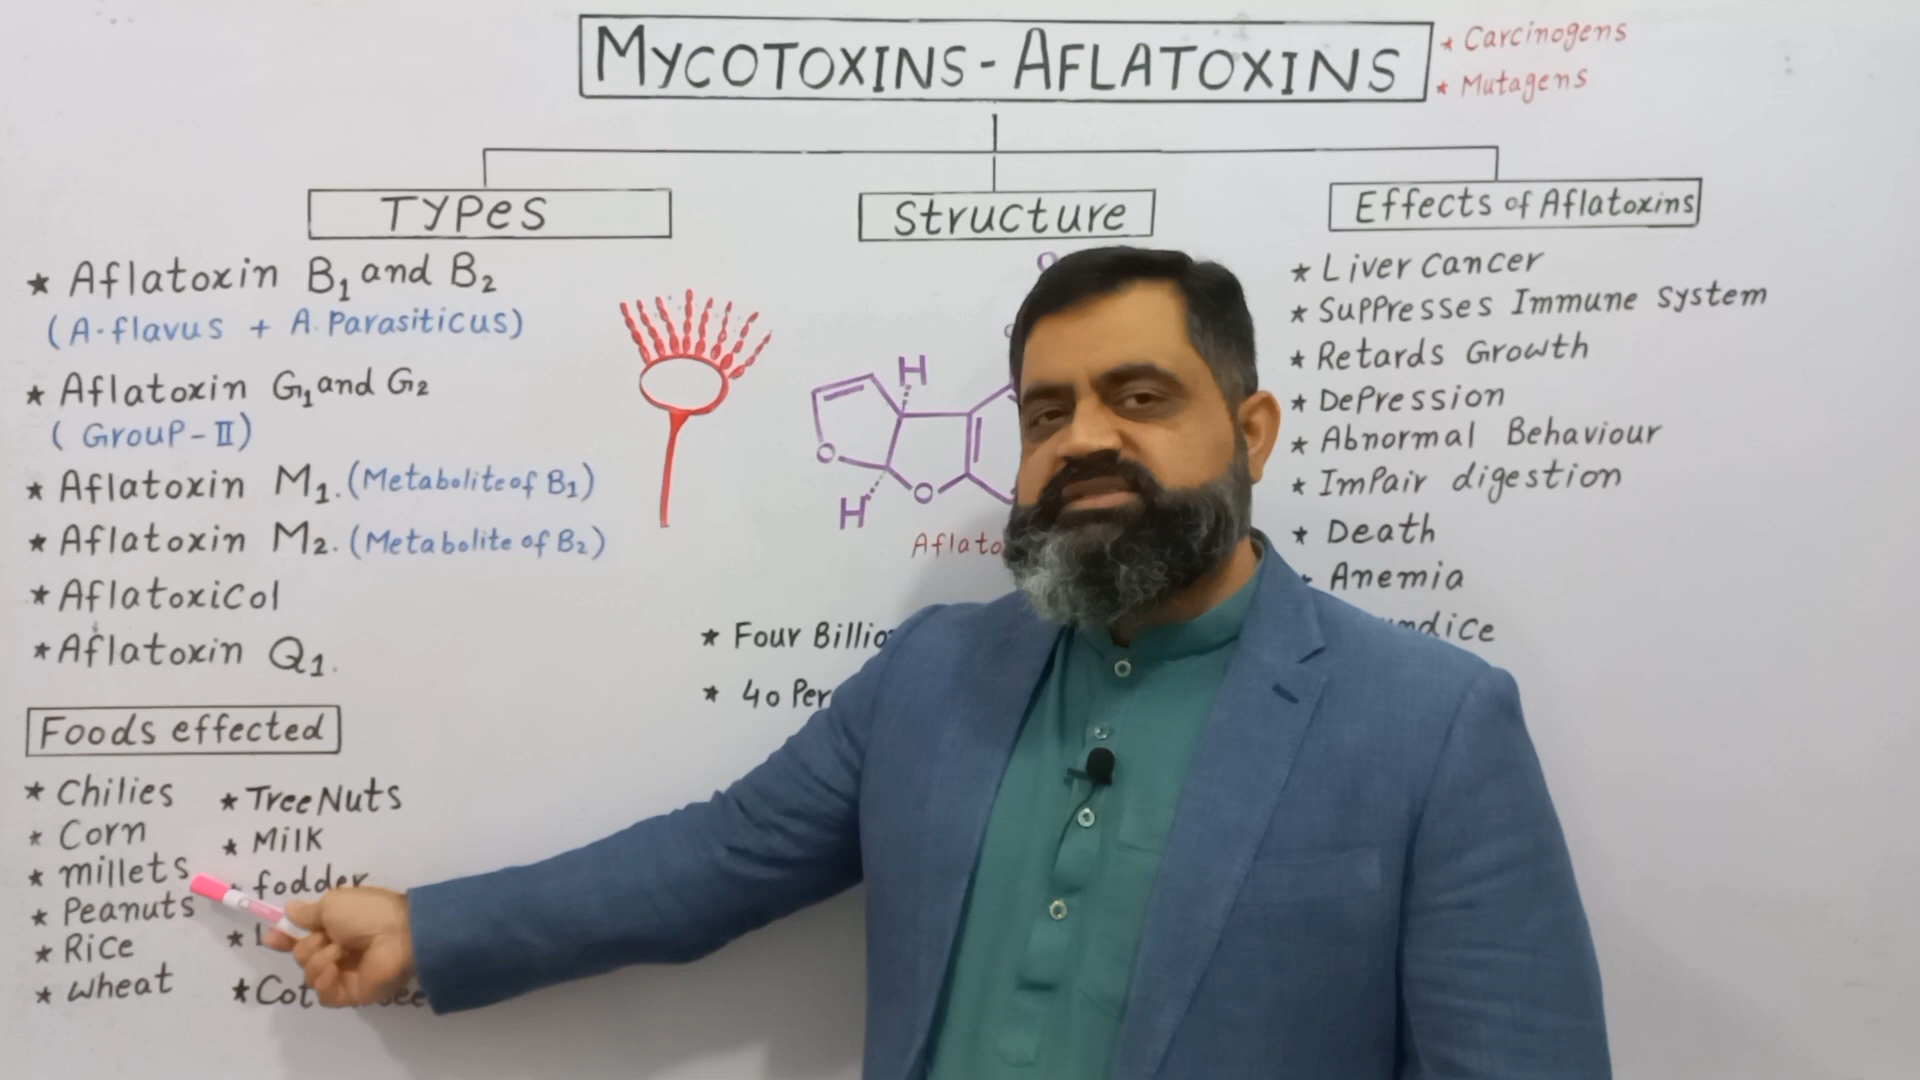 MYCOTOXINS - AFLATOXINS
* Carcinogens
* Mutagens
TYPes
* Aflatoxin B₁ and B₂
(A.flavus + A.Parasiticus)
* Aflatoxin G₁ and G₂
(GrouP-II)
* Aflatoxin M₁. (Metabolite of B₁)
* Aflatoxin M₂. (Metabolite of B₂)
* Aflatoxicol
* Aflatoxin Q₁.
Foods effected
* Chilies
* Corn
* millets
* Peanuts
* Rice
* Wheat
* Tree Nuts
* Milk
fodder
Structure
H
O
O
H
* Four
* 40
Effects of Aflatoxins
* Liver Cancer
* Suppresses Immune System
* Retards Growth
* Depression
* Abnormal Behaviour
* Impair digestion
* Death
* Anemia